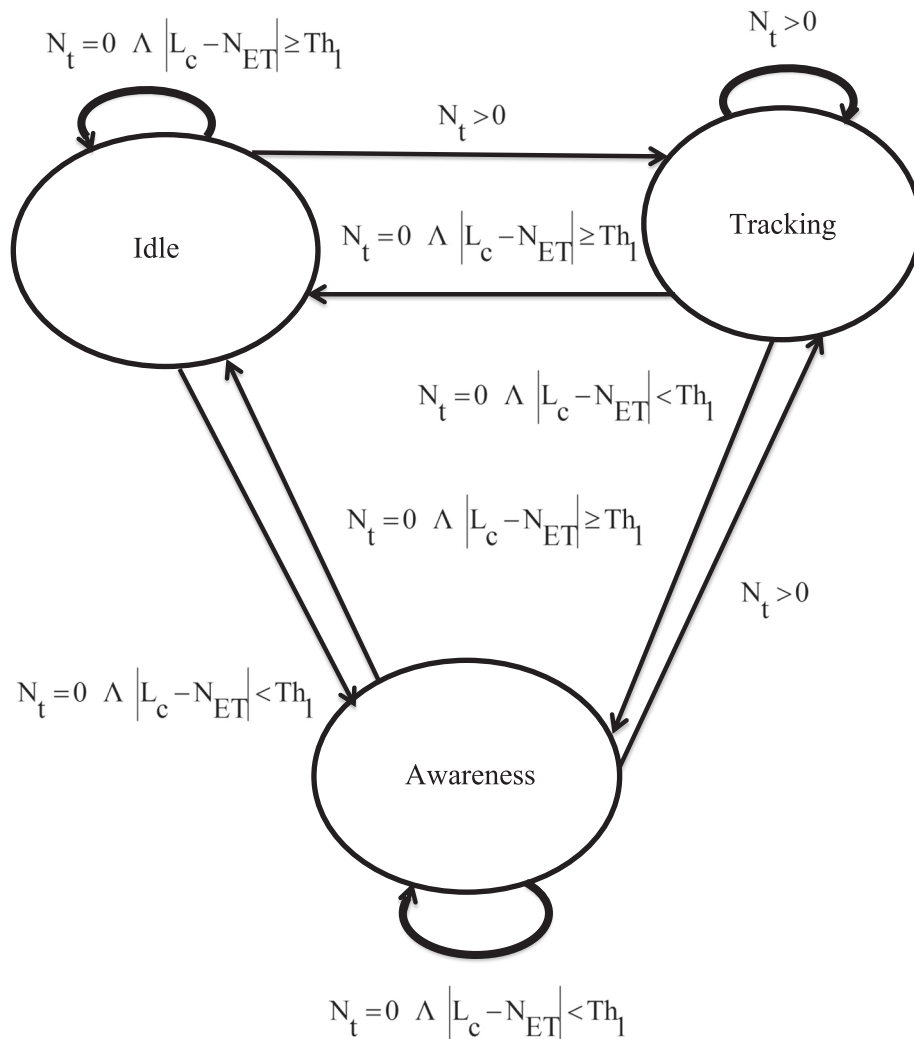 N_t=0 Λ |L_c−N_ET|≥Th_l
N_t>0
N_t>0
Idle
Tracking
N_t=0 Λ |L_c−N_ET|≥Th_l
N_t=0 Λ |L_c−N_ET|<Th_l
N_t=0 Λ |L_c−N_ET|≥Th_l
N_t>0
N_t=0 Λ |L_c−N_ET|<Th_l
Awareness
N_t=0 Λ |L_c−N_ET|<Th_l